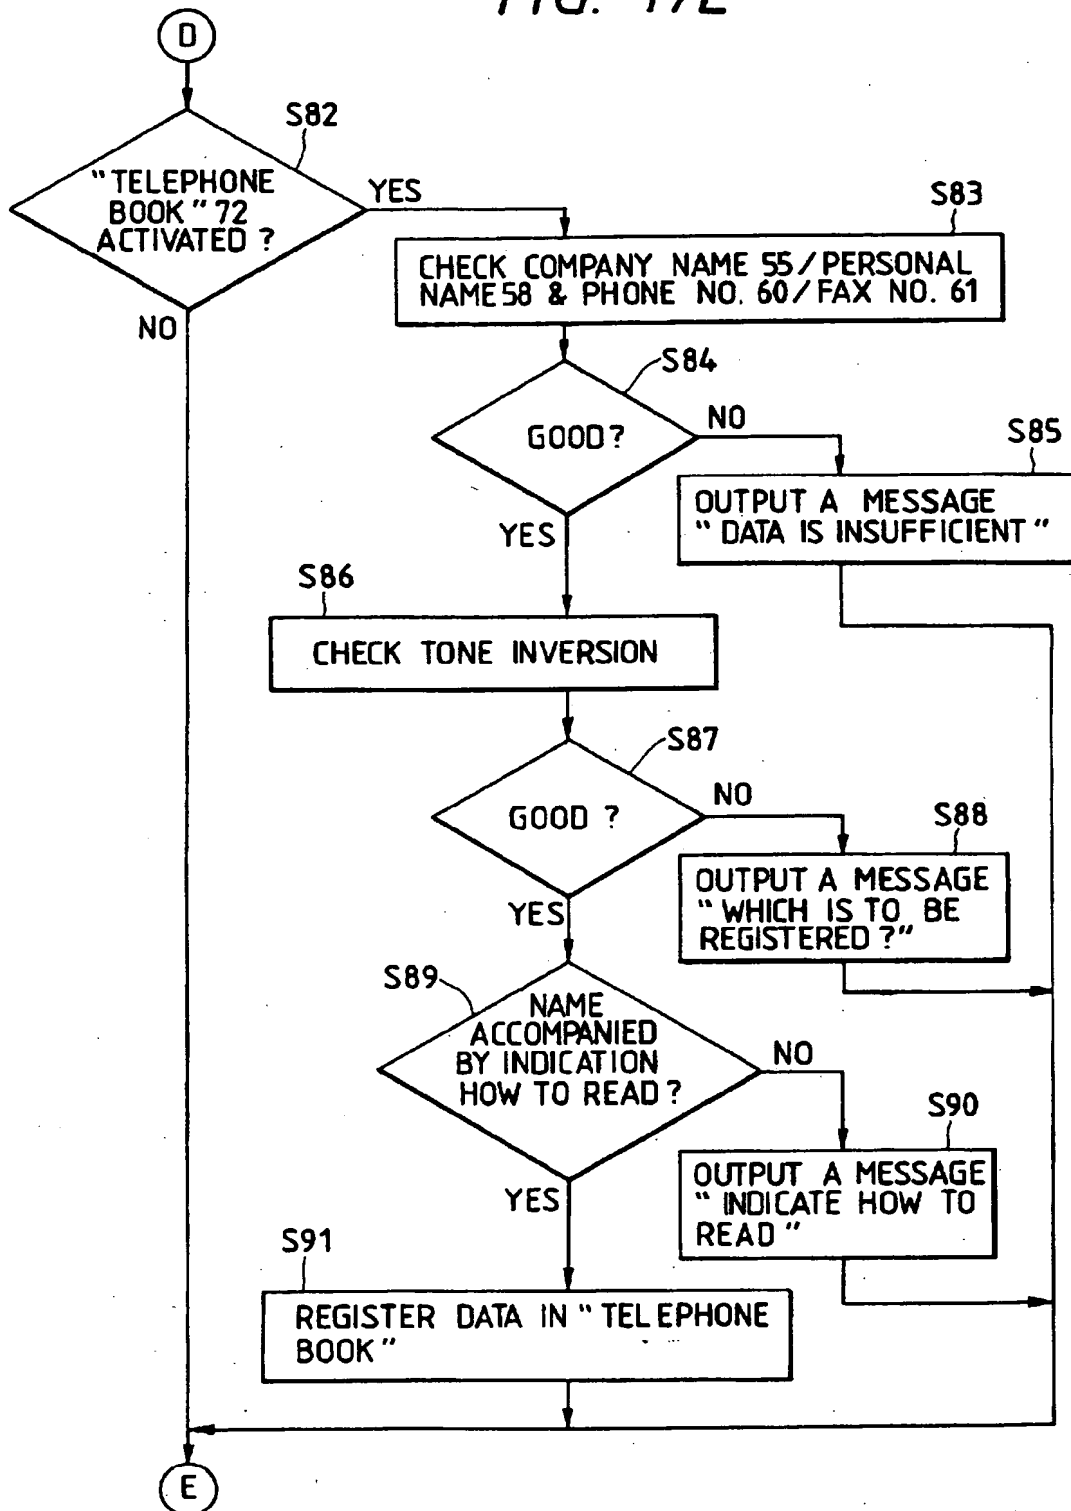 FIG. 17E
D
S82
"TELEPHONE
BOOK" 72
ACTIVATED ?
YES
NO
S83
CHECK COMPANY NAME 55/PERSONAL
NAME 58 & PHONE NO. 60/FAX NO. 61
S84
GOOD?
NO
YES
S85
OUTPUT A MESSAGE
"DATA IS INSUFFICIENT"
S86
CHECK TONE INVERSION
S87
GOOD ?
NO
YES
S88
OUTPUT A MESSAGE
"WHICH IS TO BE
REGISTERED ?"
S89
NAME
ACCOMPANIED
BY INDICATION
HOW TO READ ?
NO
YES
S90
OUTPUT A MESSAGE
"INDICATE HOW TO
READ"
S91
REGISTER DATA IN "TELEPHONE
BOOK"
E